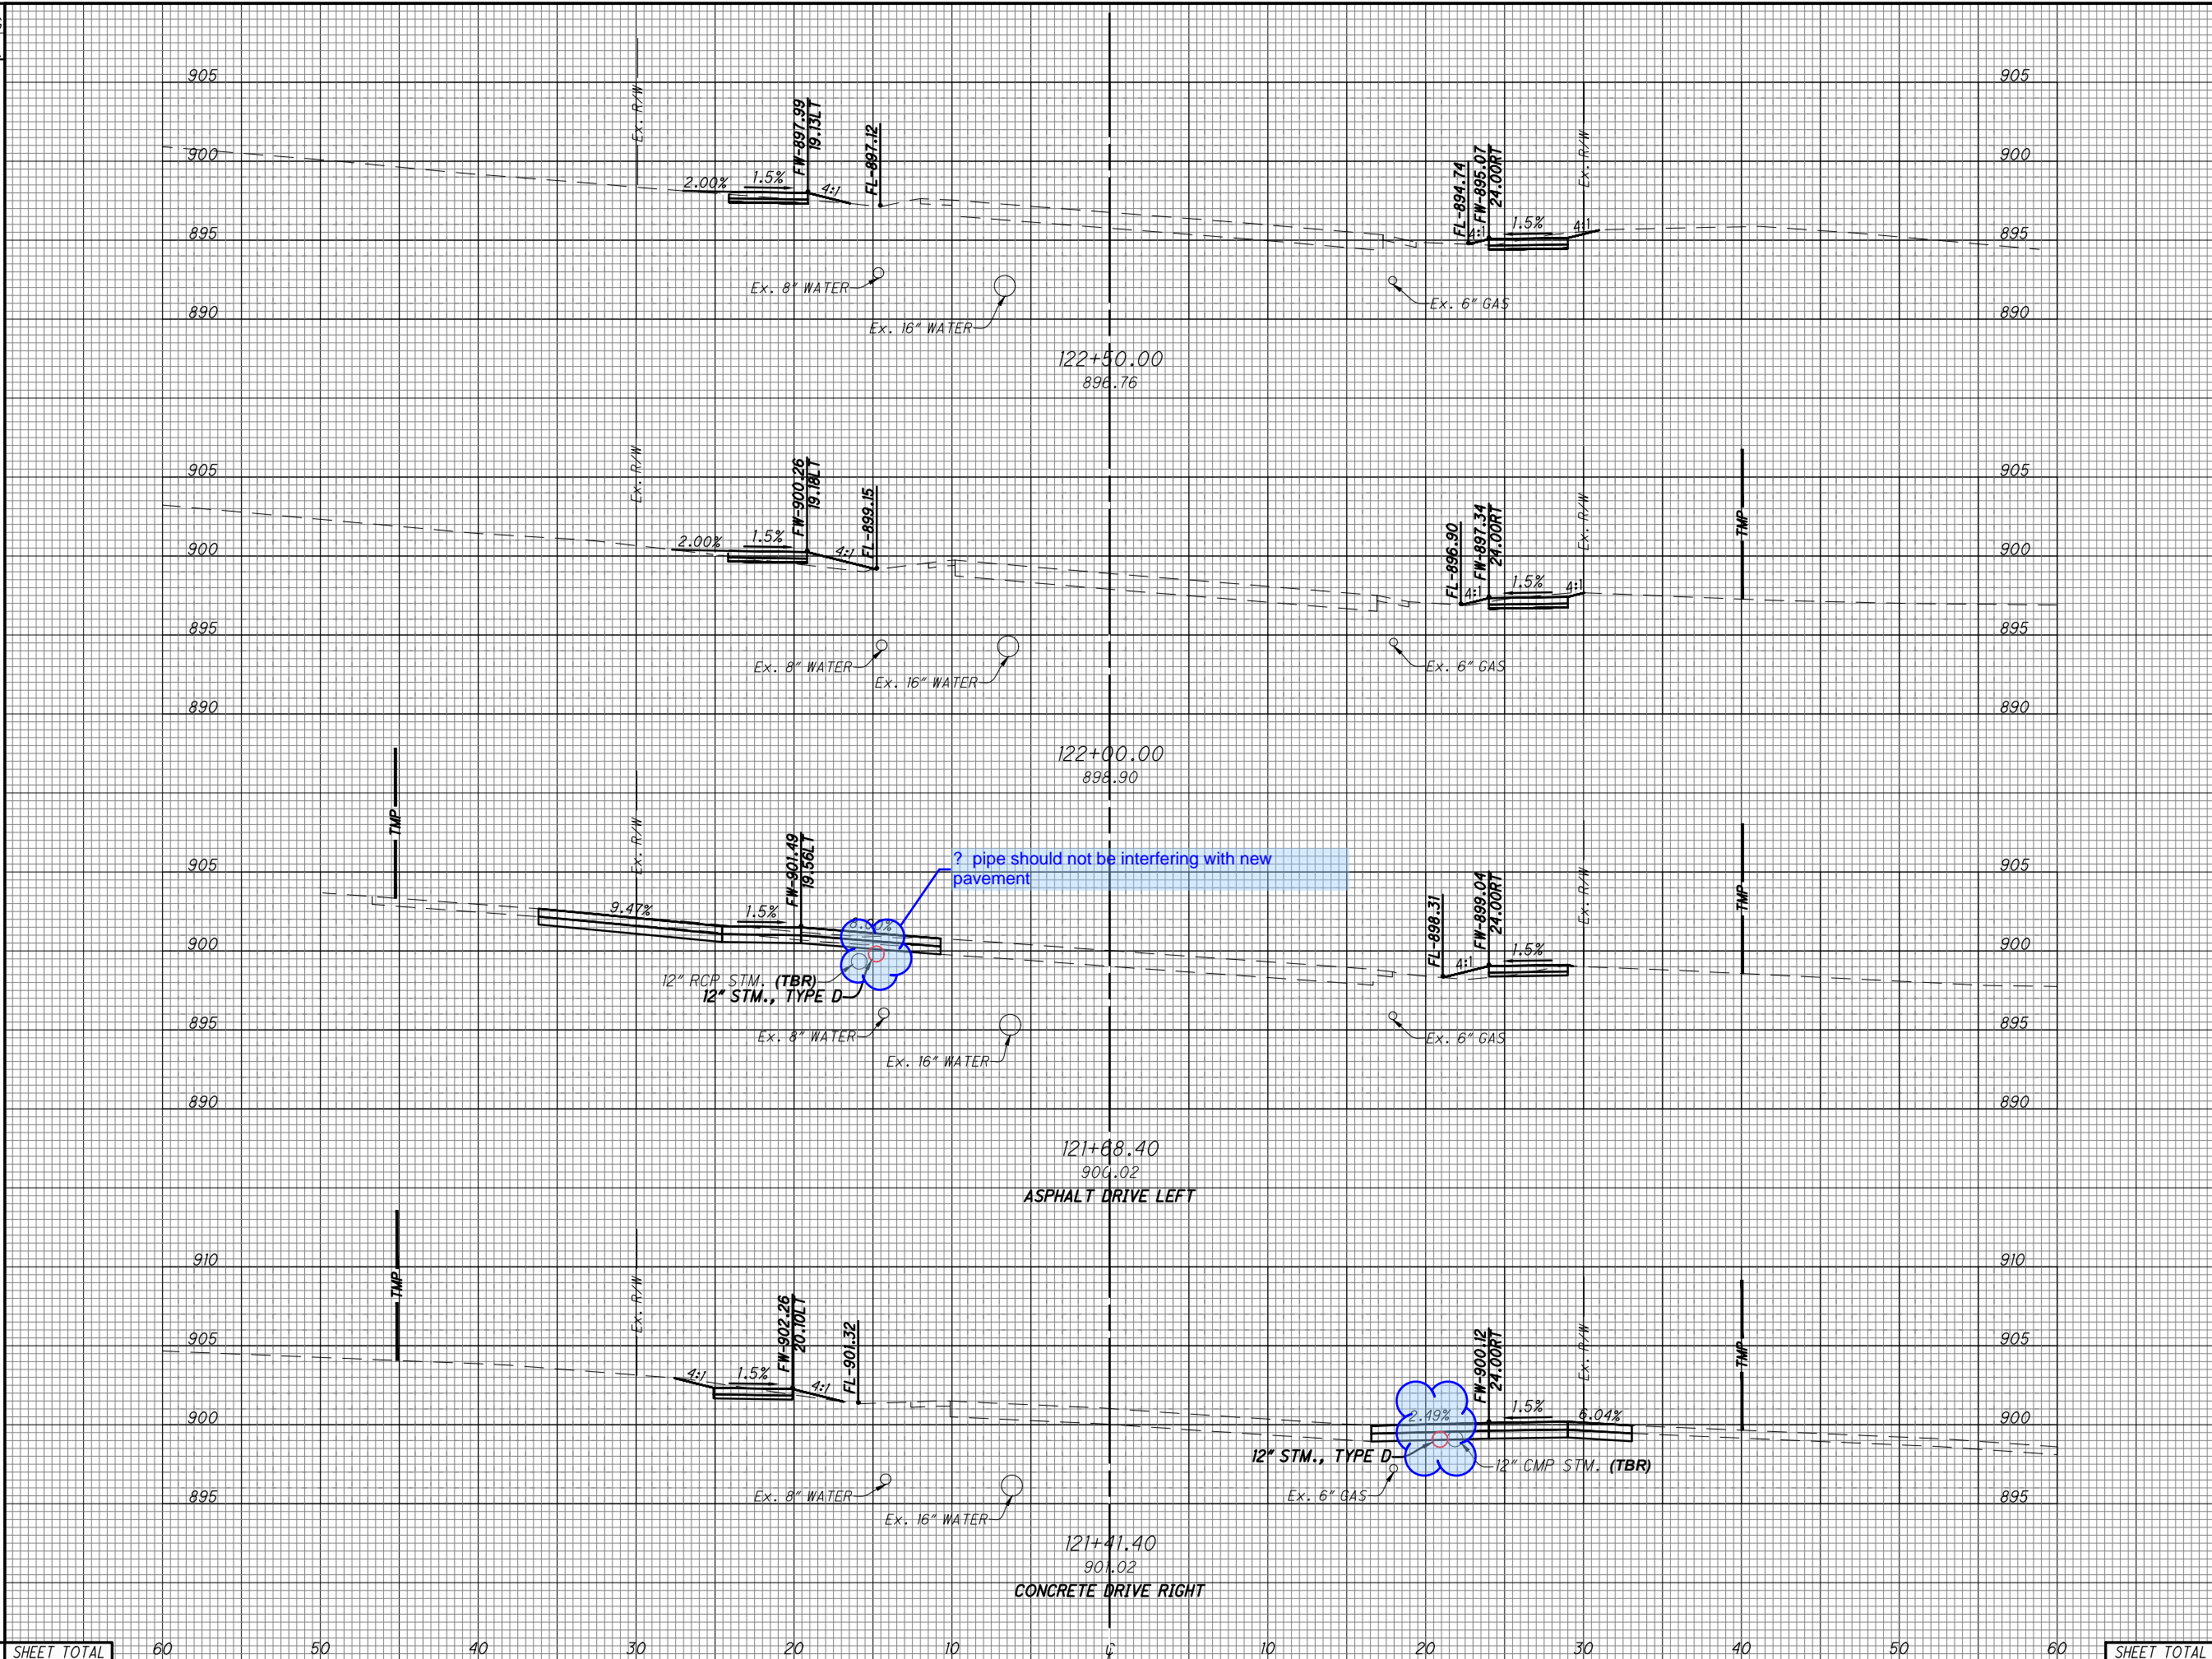 905
905
Ex. R/W
FW-897.99
19.13LT
FL-897.12
Ex. R/W
FW-895.07
24.00RT
FL-894.74
900
900
2.00%
1.5%
4:1
4:1
1.5%
4:1
895
895
Ex. 8" WATER
Ex. 6" GAS
Ex. 16" WATER
890
890
122+50.00
896.76
905
905
Ex. R/W
FW-900.26
19.18LT
FL-899.15
FL-896.90
FW-897.34
24.00RT
Ex. R/W
TMP
900
900
2.00%
1.5%
4:1
4:1
1.5%
4:1
895
895
Ex. 8" WATER
Ex. 16" WATER
Ex. 6" GAS
890
890
122+00.00
898.90
TMP
Ex. R/W
FW-901.49
19.56LT
? pipe should not be interfering with new
pavement
905
905
FL-898.31
FW-899.04
24.00RT
Ex. R/W
TMP
9.47%
1.5%
4:1
1.5%
900
900
12" RCP STM. (TBR)
12" STM., TYPE D
895
895
Ex. 8" WATER
Ex. 16" WATER
Ex. 6" GAS
890
890
121+68.40
900.02
ASPHALT DRIVE LEFT
910
910
TMP
Ex. R/W
FW-902.26
20.10LT
FL-901.32
FW-900.12
24.00RT
Ex. R/W
TMP
905
905
4:1
1.5%
4:1
2.49%
1.5%
6.04%
900
900
12" STM., TYPE D
12" CMP STM. (TBR)
Ex. 8" WATER
Ex. 6" GAS
895
895
Ex. 16" WATER
121+41.40
901.02
CONCRETE DRIVE RIGHT
SHEET TOTAL
60 50 40 30 20 10 ℄ 10 20 30 40 50 60
SHEET TOTAL